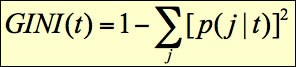 GINI(t) = 1 − ∑_j [p(j | t)]²